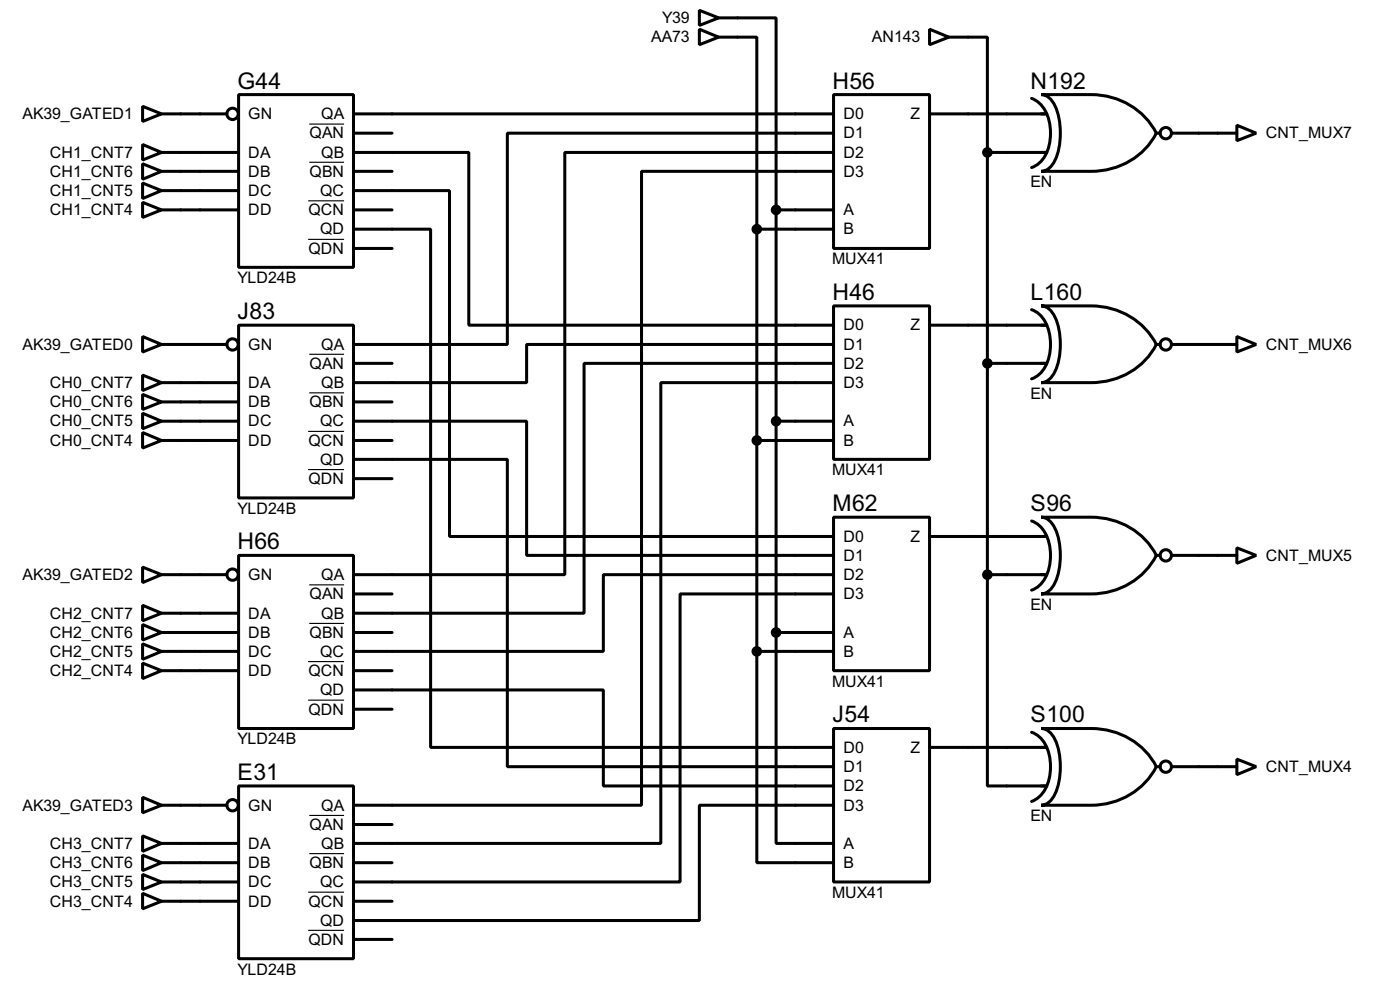 Y39
AA73
AN143
G44
AK39_GATED1
GN
QA
QAN
CH1_CNT7
DA
QB
CH1_CNT6
DB
QBN
CH1_CNT5
DC
QC
CH1_CNT4
DD
QCN
QD
QDN
YLD24B
J83
AK39_GATED0
GN
QA
QAN
CH0_CNT7
DA
QB
CH0_CNT6
DB
QBN
CH0_CNT5
DC
QC
CH0_CNT4
DD
QCN
QD
QDN
YLD24B
H66
AK39_GATED2
GN
QA
QAN
CH2_CNT7
DA
QB
CH2_CNT6
DB
QBN
CH2_CNT5
DC
QC
CH2_CNT4
DD
QCN
QD
QDN
YLD24B
E31
AK39_GATED3
GN
QA
QAN
CH3_CNT7
DA
QB
CH3_CNT6
DB
QBN
CH3_CNT5
DC
QC
CH3_CNT4
DD
QCN
QD
QDN
YLD24B
H56
D0
Z
D1
D2
D3
A
B
MUX41
H46
D0
Z
D1
D2
D3
A
B
MUX41
M62
D0
Z
D1
D2
D3
A
B
MUX41
J54
D0
Z
D1
D2
D3
A
B
MUX41
N192
CNT_MUX7
EN
L160
CNT_MUX6
EN
S96
CNT_MUX5
EN
S100
CNT_MUX4
EN